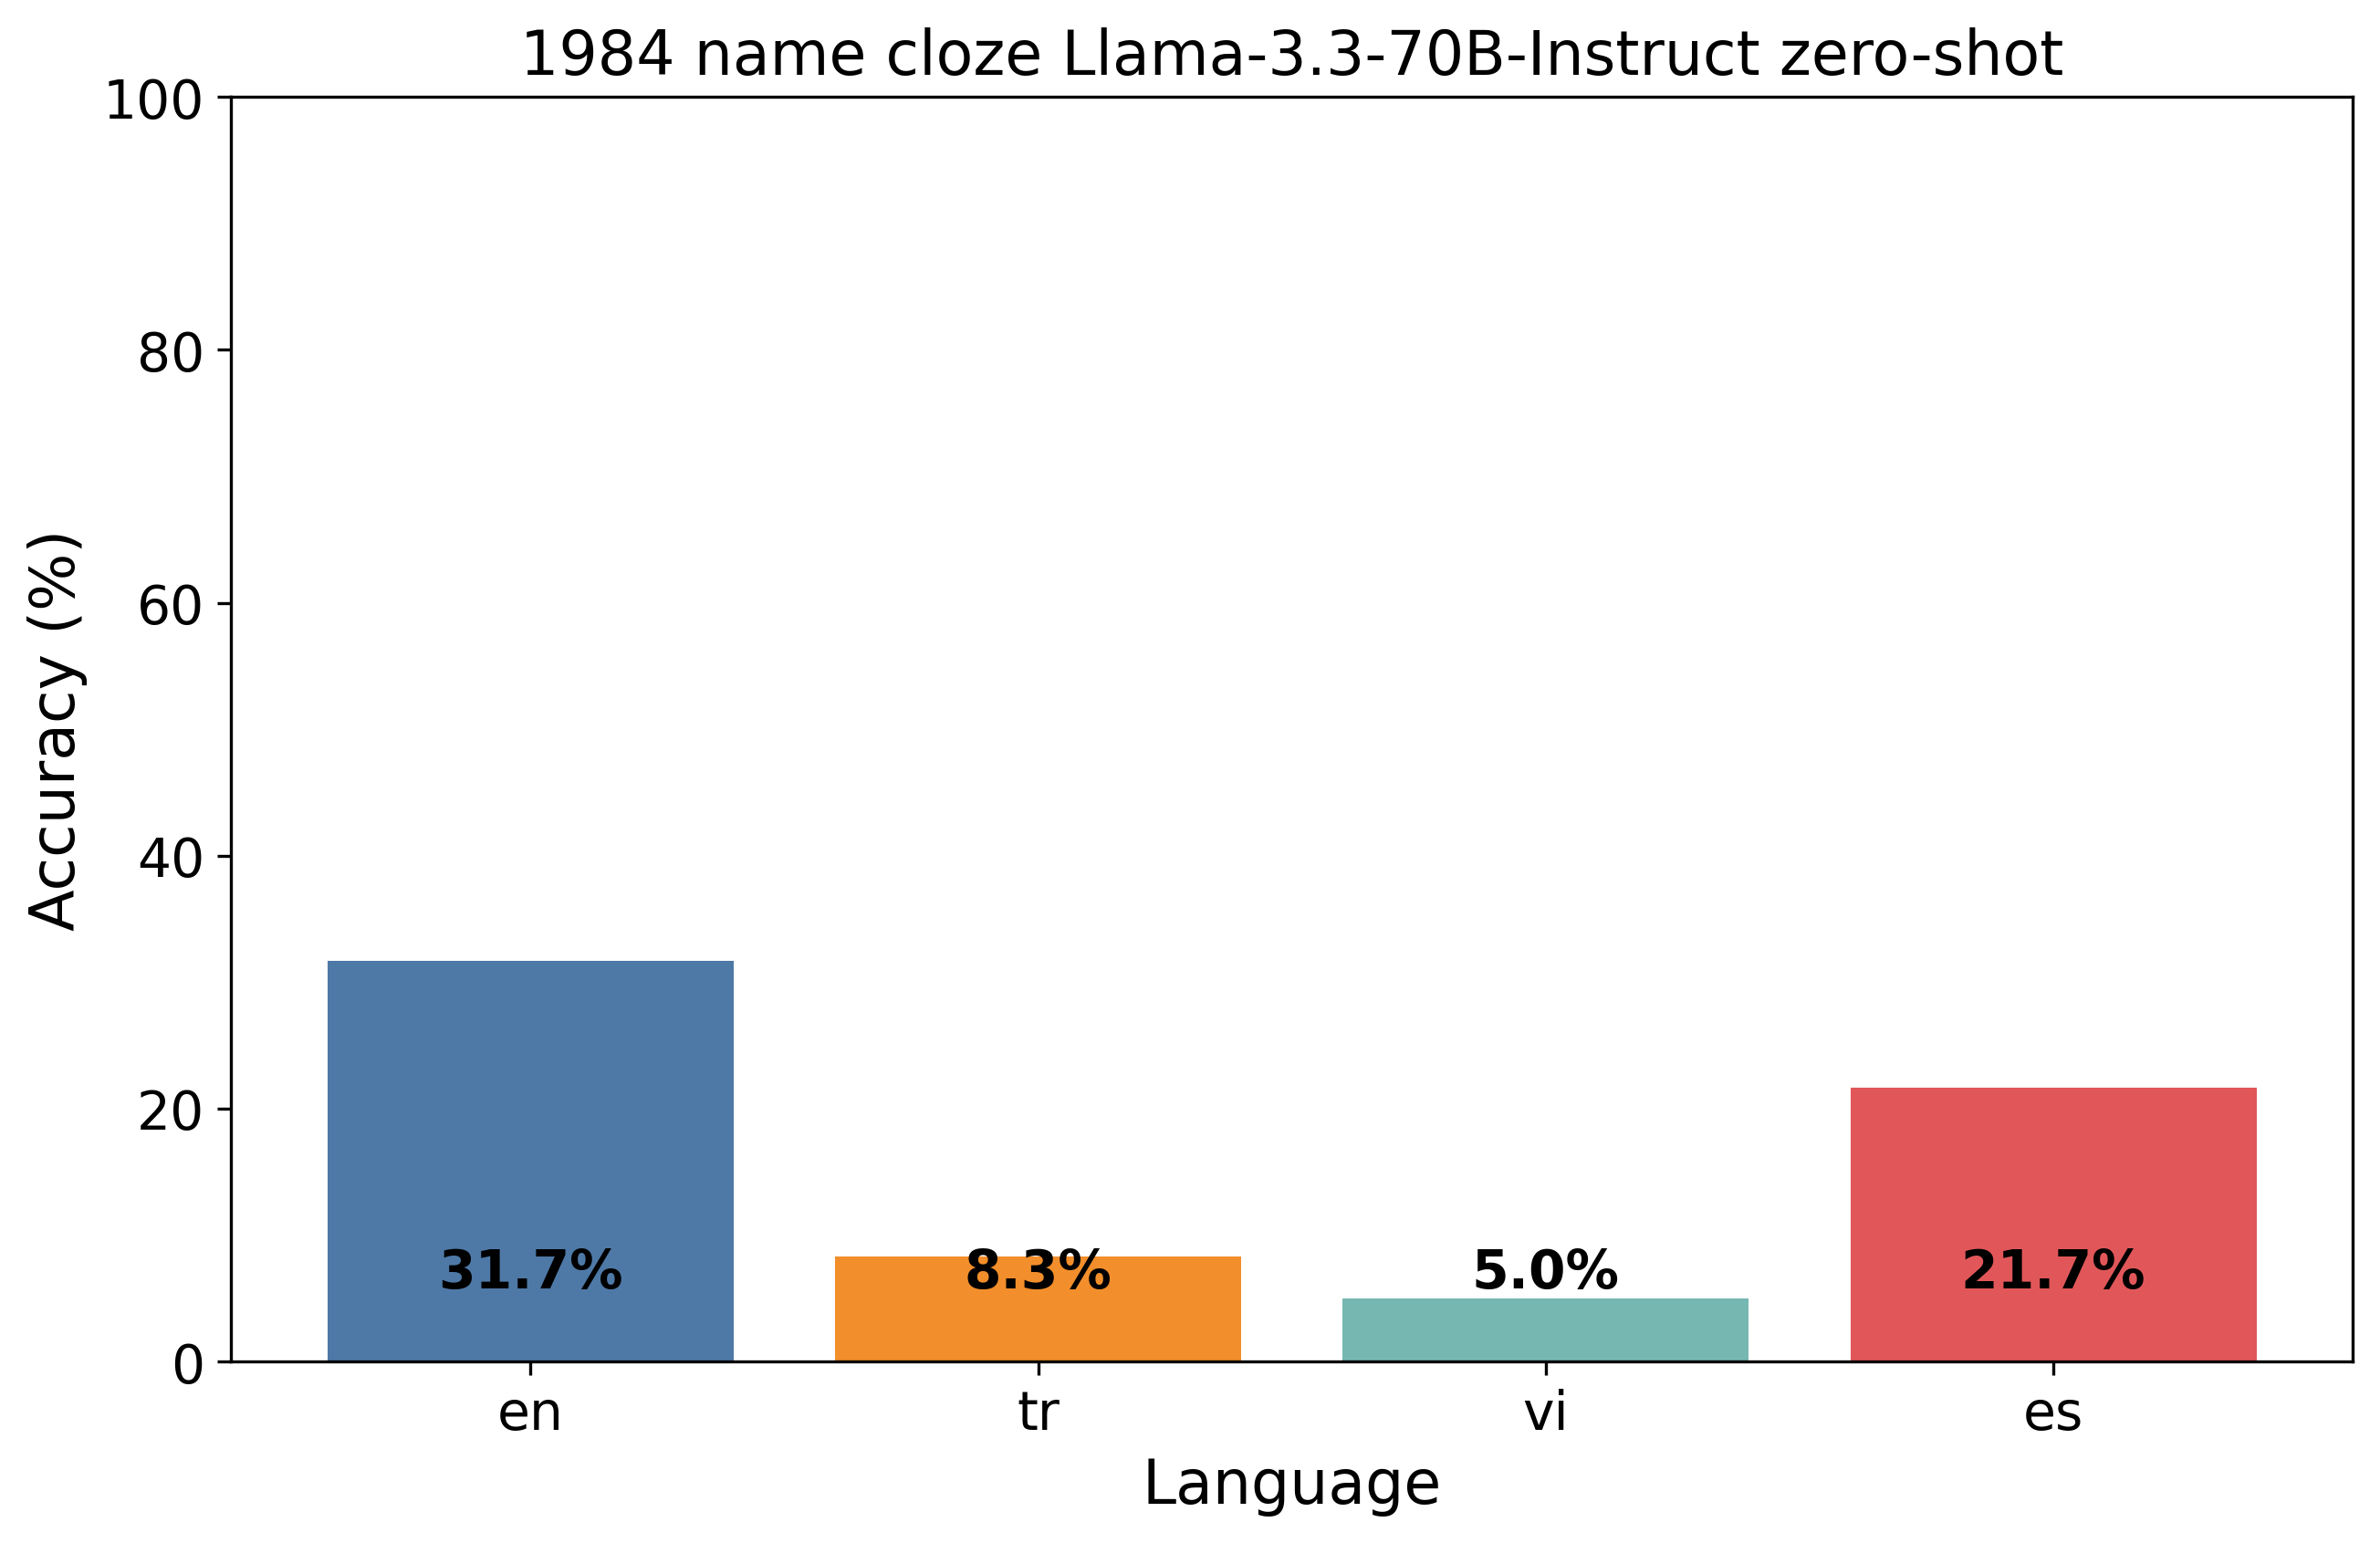 1984 name cloze Llama-3.3-70B-Instruct zero-shot
100
80
60
40
20
0
Accuracy (%)
31.7%
8.3%
5.0%
21.7%
en
tr
vi
es
Language